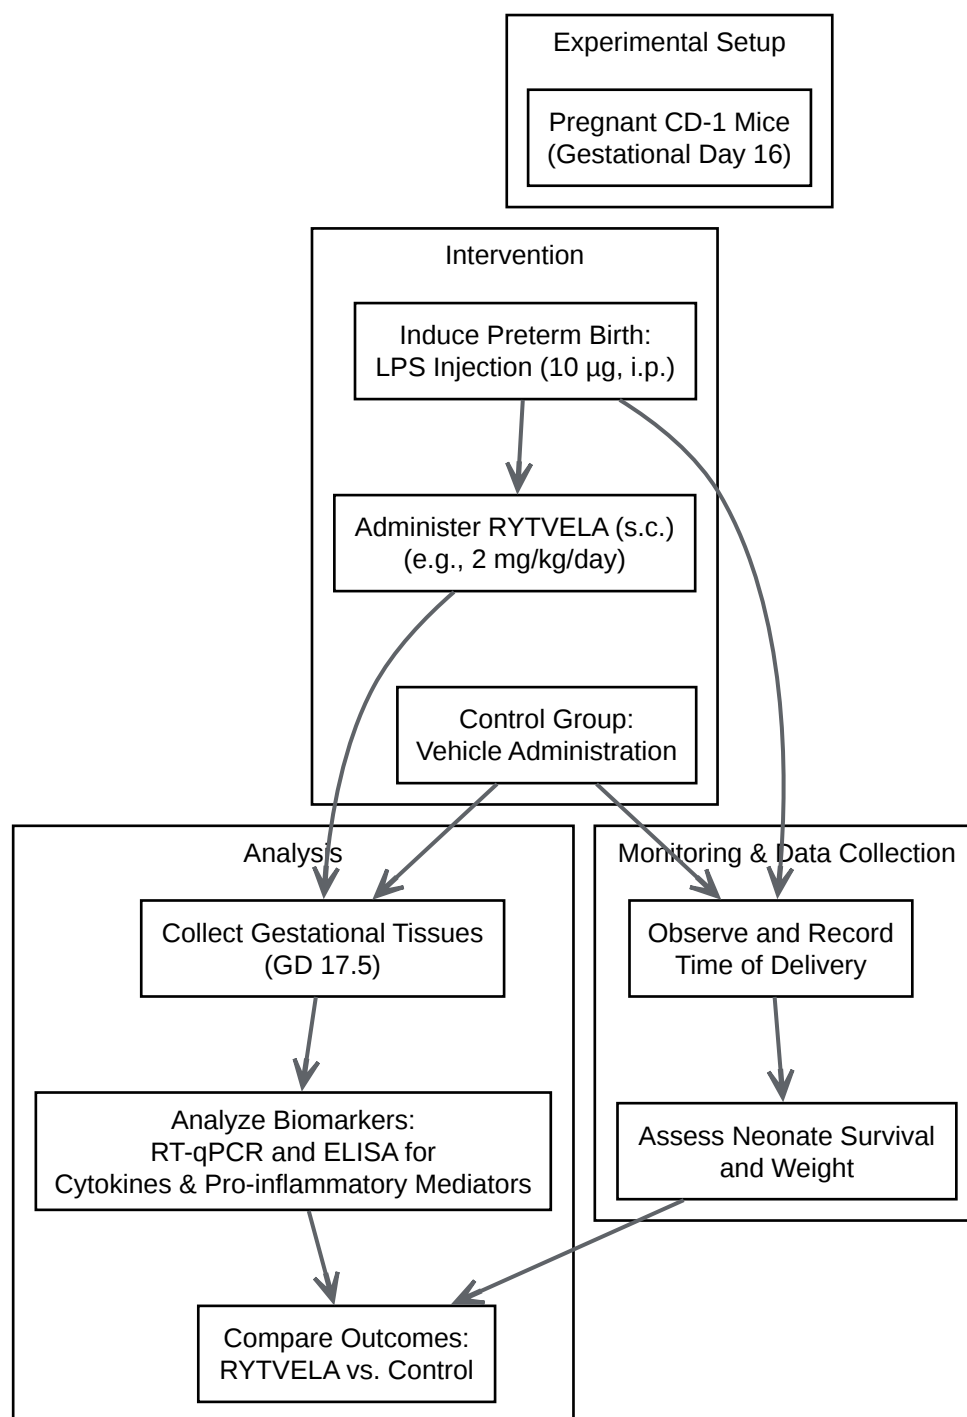 Experimental Setup
Pregnant CD-1 Mice
(Gestational Day 16)
Intervention
Induce Preterm Birth:
LPS Injection (10 µg, i.p.)
Administer RYTVELA (s.c.)
(e.g., 2 mg/kg/day)
Control Group:
Vehicle Administration
Analysis
Collect Gestational Tissues
(GD 17.5)
Analyze Biomarkers:
RT-qPCR and ELISA for
Cytokines & Pro-inflammatory Mediators
Compare Outcomes:
RYTVELA vs. Control
Monitoring & Data Collection
Observe and Record
Time of Delivery
Assess Neonate Survival
and Weight